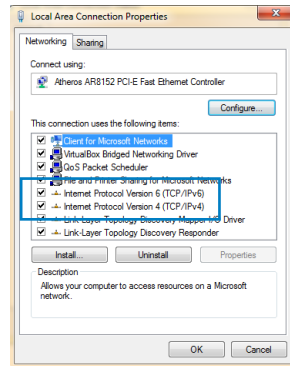 Local Area Connection Properties
Networking
Sharing
Connect using:
Atheros AR8152 PCI-E Fast Ethernet Controller
Configure...
This connection uses the following items:
Client for Microsoft Networks
VirtualBox Bridged Networking Driver
QoS Packet Scheduler
File and Printer Sharing for Microsoft Networks
Internet Protocol Version 6 (TCP/IPv6)
Internet Protocol Version 4 (TCP/IPv4)
Link-Layer Topology Discovery Mapper I/O Driver
Link-Layer Topology Discovery Responder
Install...
Uninstall
Properties
Description
Allows your computer to access resources on a Microsoft
network.
OK
Cancel